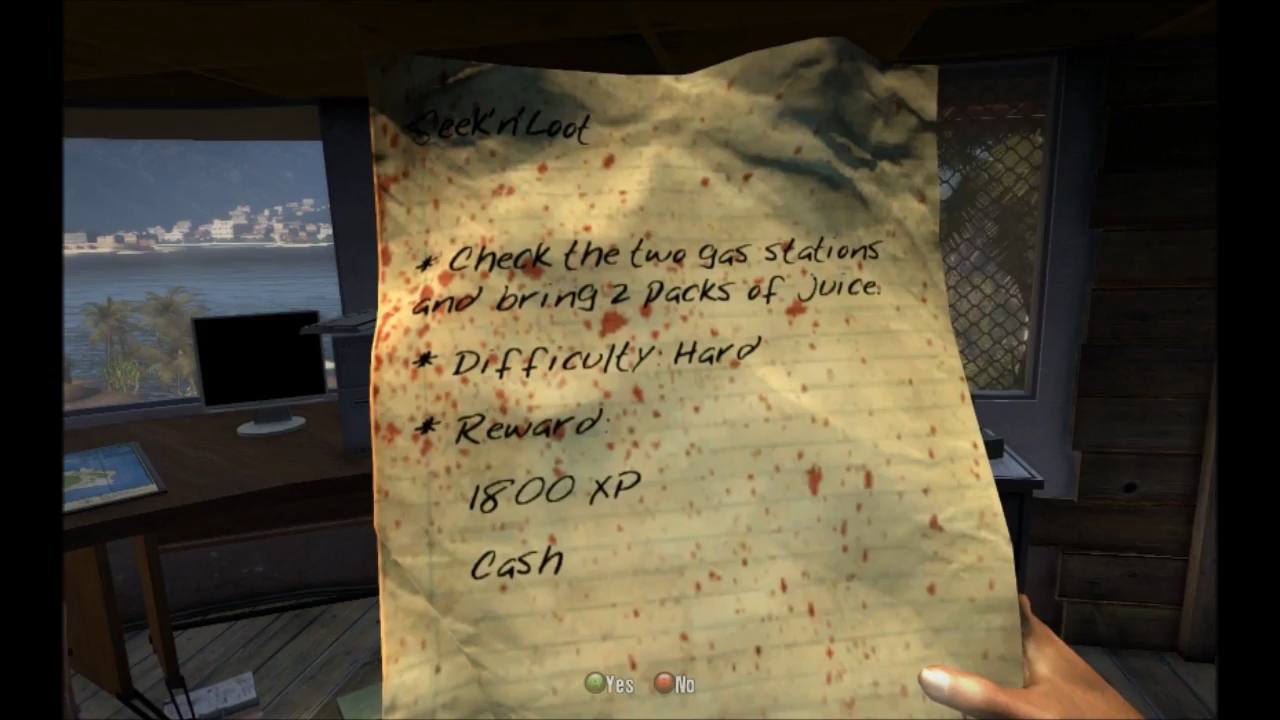 Seek'n'Loot
* Check the two gas stations
and bring 2 packs of juice.
* Difficulty: Hard
* Reward:
1800 XP
Cash
Yes No